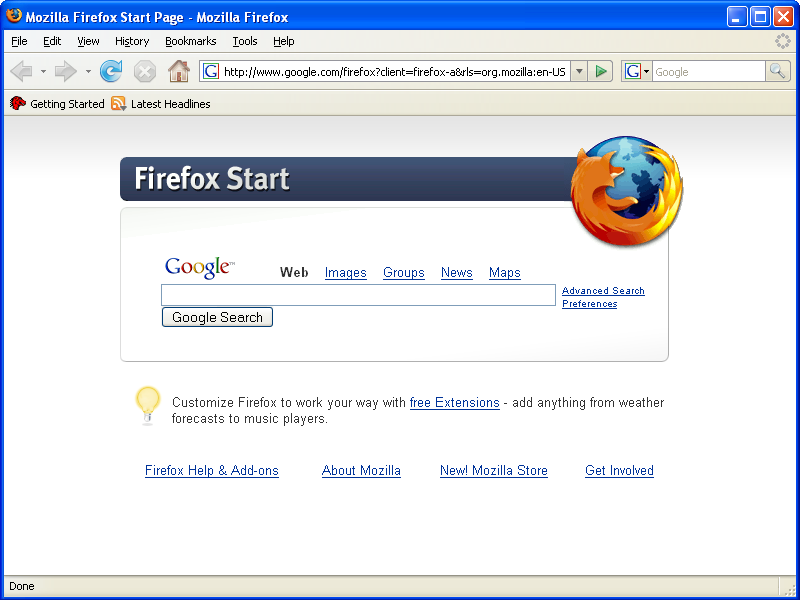 Mozilla Firefox Start Page - Mozilla Firefox
File Edit View History Bookmarks Tools Help
G http://www.google.com/firefox?client=firefox-a&rls=org.mozilla:en-US G Google
Getting Started Latest Headlines
Firefox Start
Google™ Web Images Groups News Maps
Advanced Search
Preferences
Google Search
Customize Firefox to work your way with free Extensions - add anything from weather
forecasts to music players.
Firefox Help & Add-ons About Mozilla New! Mozilla Store Get Involved
Done